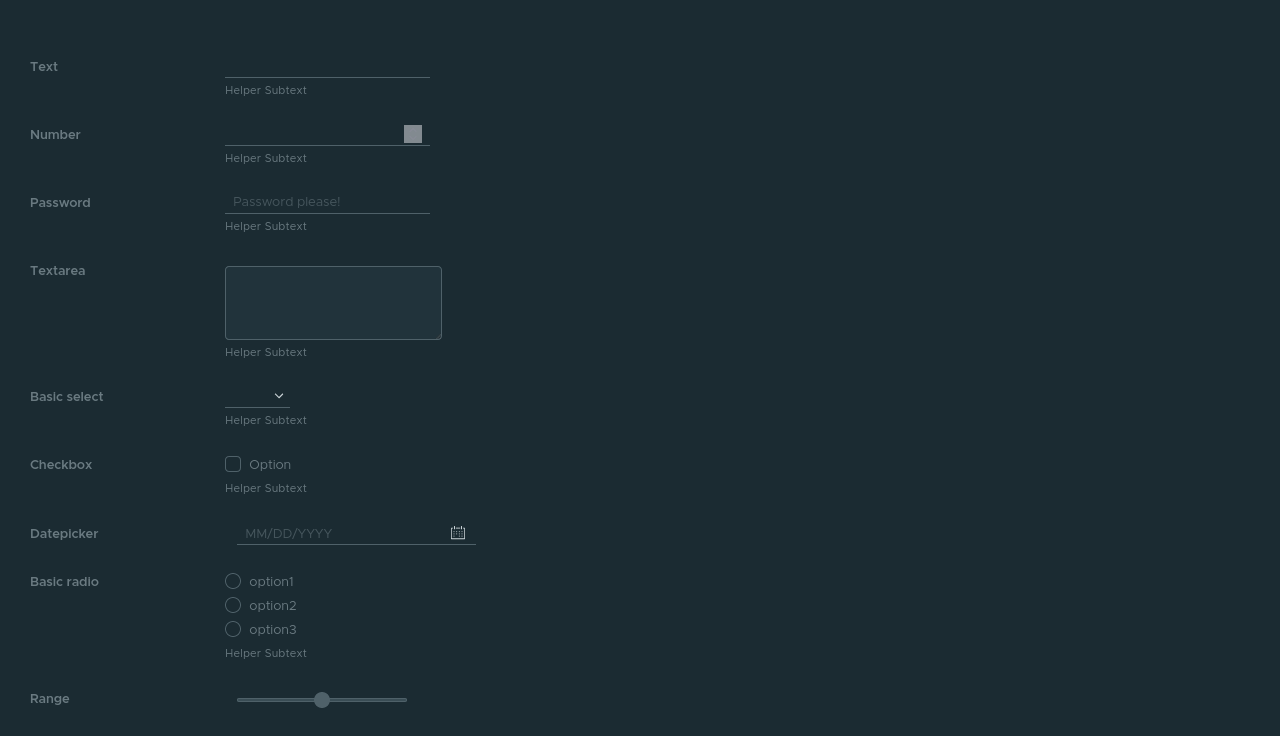 Text
Helper Subtext
Number
Helper Subtext
Password
Password please!
Helper Subtext
Textarea
Helper Subtext
Basic select
Helper Subtext
Checkbox
Option
Helper Subtext
Datepicker
MM/DD/YYYY
Basic radio
option1
option2
option3
Helper Subtext
Range